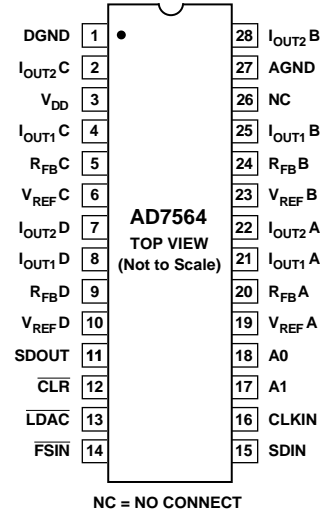 DGND 1 28 IOUT2 B
IOUT2 C 2 27 AGND
VDD 3 26 NC
IOUT1 C 4 25 IOUT1 B
RFB C 5 24 RFB B
VREF C 6 23 VREF B
IOUT2 D 7 22 IOUT2 A
IOUT1 D 8 21 IOUT1 A
RFB D 9 20 RFB A
VREF D 10 19 VREF A
SDOUT 11 18 A0
CLR 12 17 A1
LDAC 13 16 CLKIN
FSIN 14 15 SDIN
AD7564
TOP VIEW
(Not to Scale)
NC = NO CONNECT